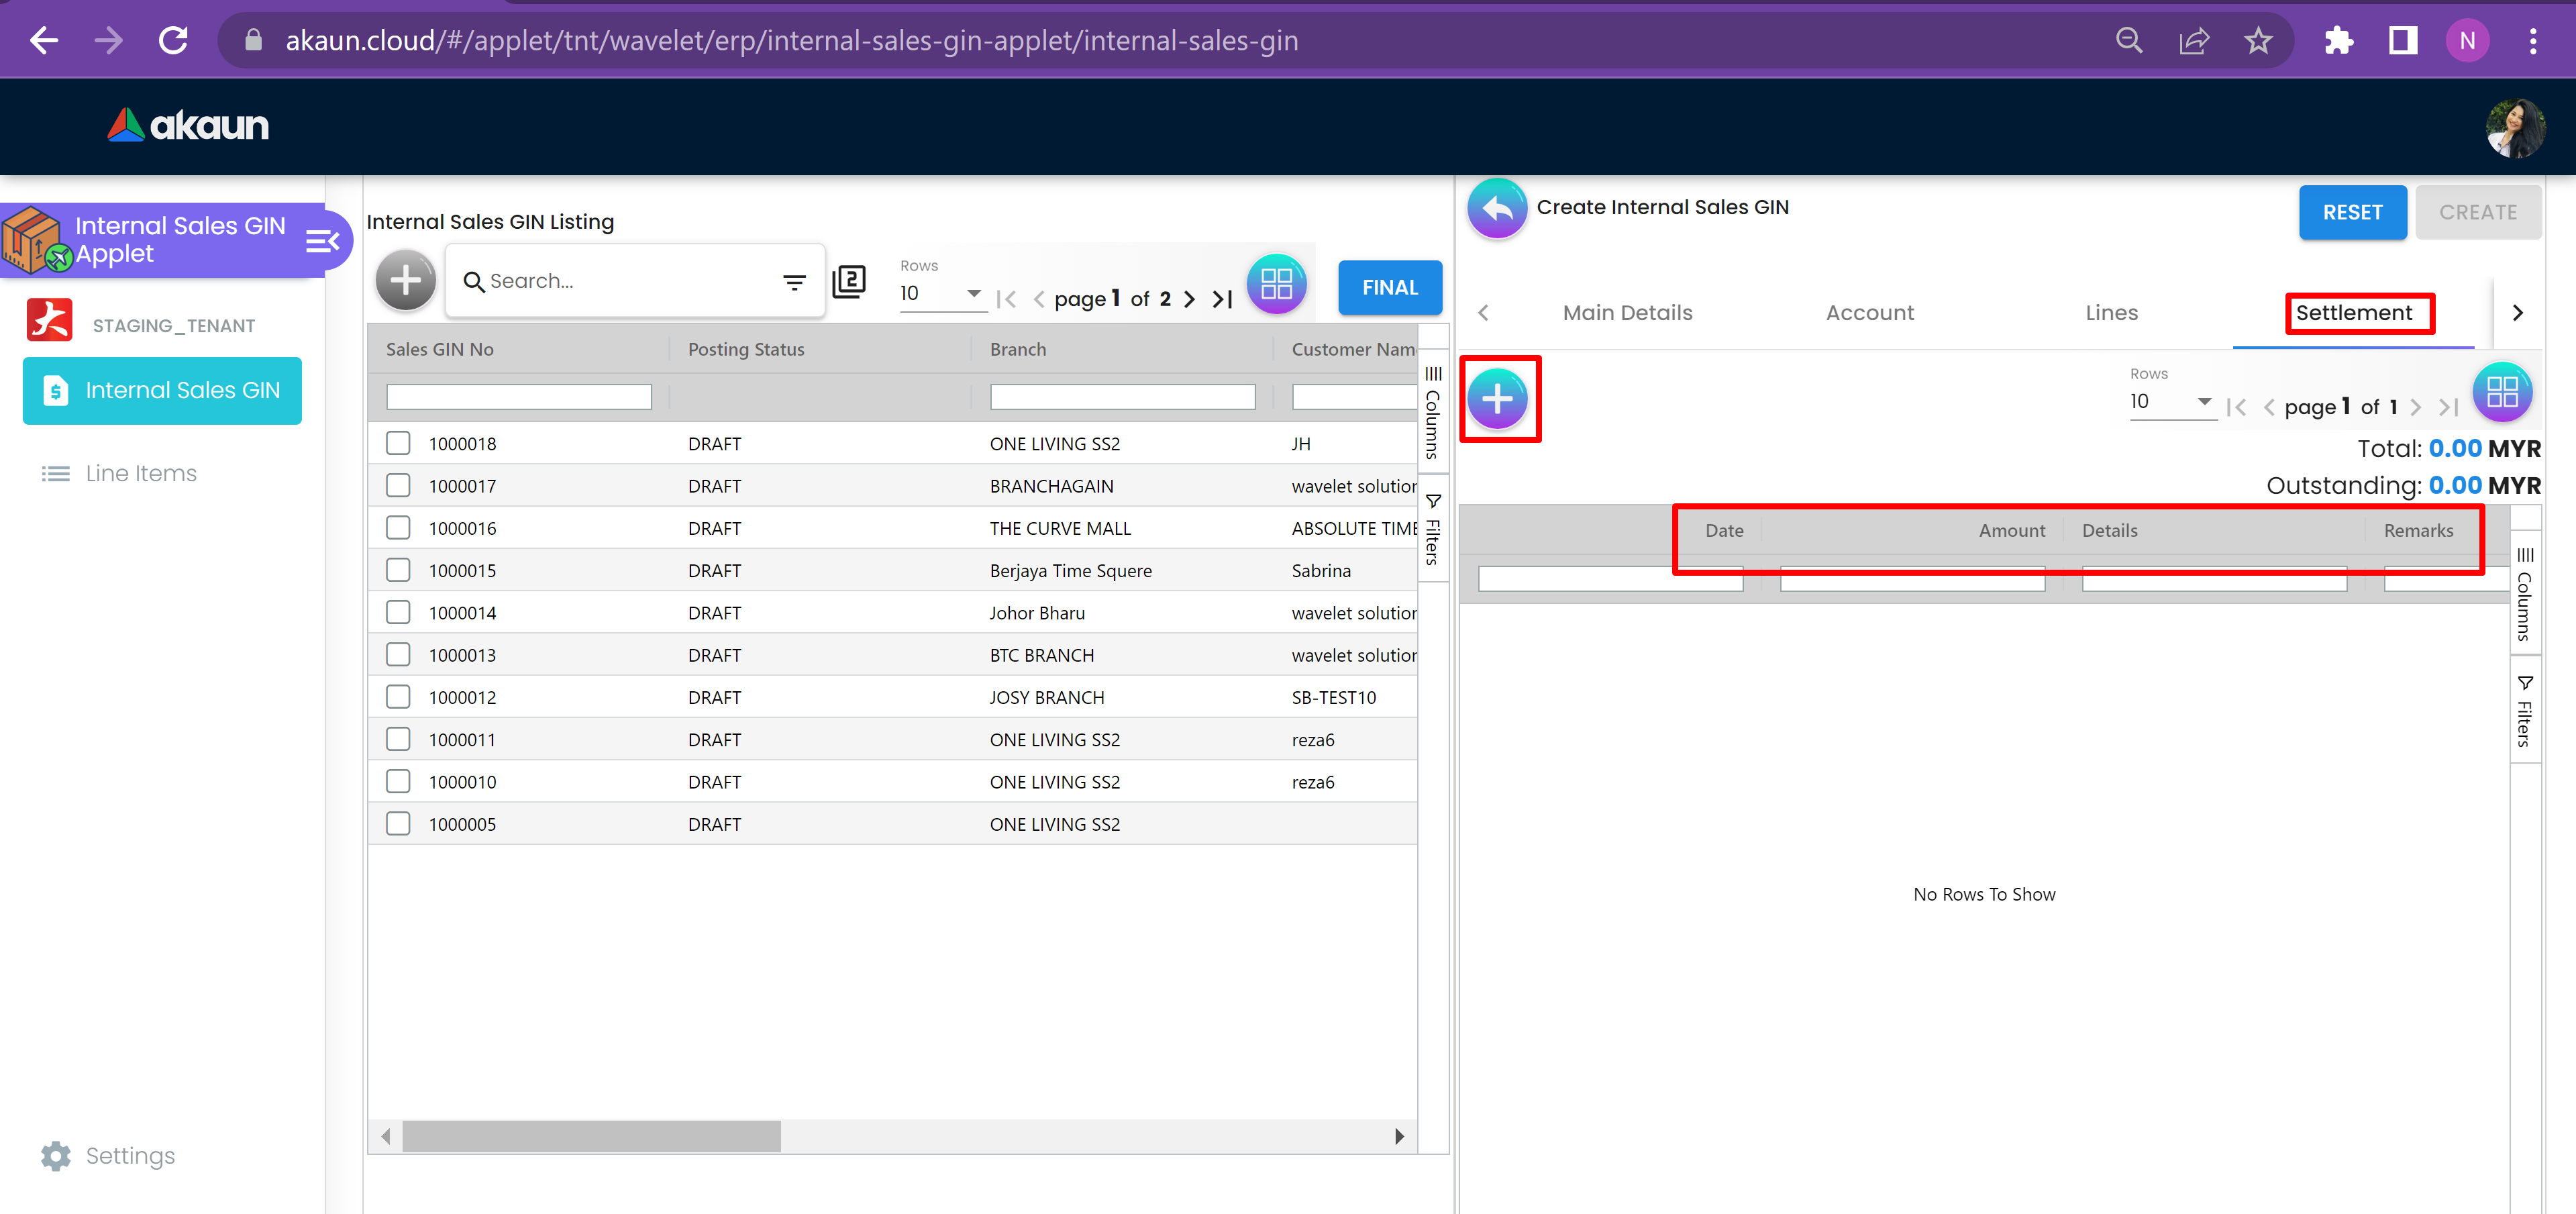 akaun.cloud/#/applet/tnt/wavelet/erp/internal-sales-gin-applet/internal-sales-gin
N
akaun
Internal Sales GIN
Applet
STAGING_TENANT
Internal Sales GIN
Line Items
Settings
Internal Sales GIN Listing
Search...
2
Rows
10
page 1 of 2
FINAL
Sales GIN No Posting Status Branch Customer Nam
1000018 DRAFT ONE LIVING SS2 JH
1000017 DRAFT BRANCHAGAIN wavelet solution
1000016 DRAFT THE CURVE MALL ABSOLUTE TIME
1000015 DRAFT Berjaya Time Squere Sabrina
1000014 DRAFT Johor Bharu wavelet solution
1000013 DRAFT BTC BRANCH wavelet solution
1000012 DRAFT JOSY BRANCH SB-TEST10
1000011 DRAFT ONE LIVING SS2 reza6
1000010 DRAFT ONE LIVING SS2 reza6
1000005 DRAFT ONE LIVING SS2
Columns
Filters
Create Internal Sales GIN
RESET
CREATE
Main Details Account Lines Settlement
Rows
10
page 1 of 1
Total: 0.00 MYR
Outstanding: 0.00 MYR
Date Amount Details Remarks
No Rows To Show
Columns
Filters